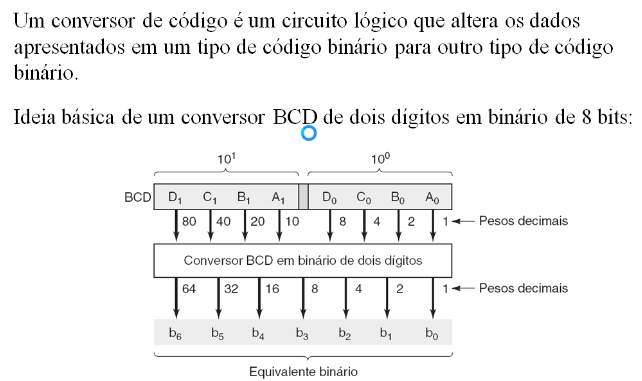 Um conversor de código é um circuito lógico que altera os dados
apresentados em um tipo de código binário para outro tipo de código
binário.
Ideia básica de um conversor BCD de dois dígitos em binário de 8 bits:
10¹ 10⁰
BCD D₁ C₁ B₁ A₁ D₀ C₀ B₀ A₀
80 40 20 10 8 4 2 1 Pesos decimais
Conversor BCD em binário de dois dígitos
64 32 16 8 4 2 1 Pesos decimais
b₆ b₅ b₄ b₃ b₂ b₁ b₀
Equivalente binário